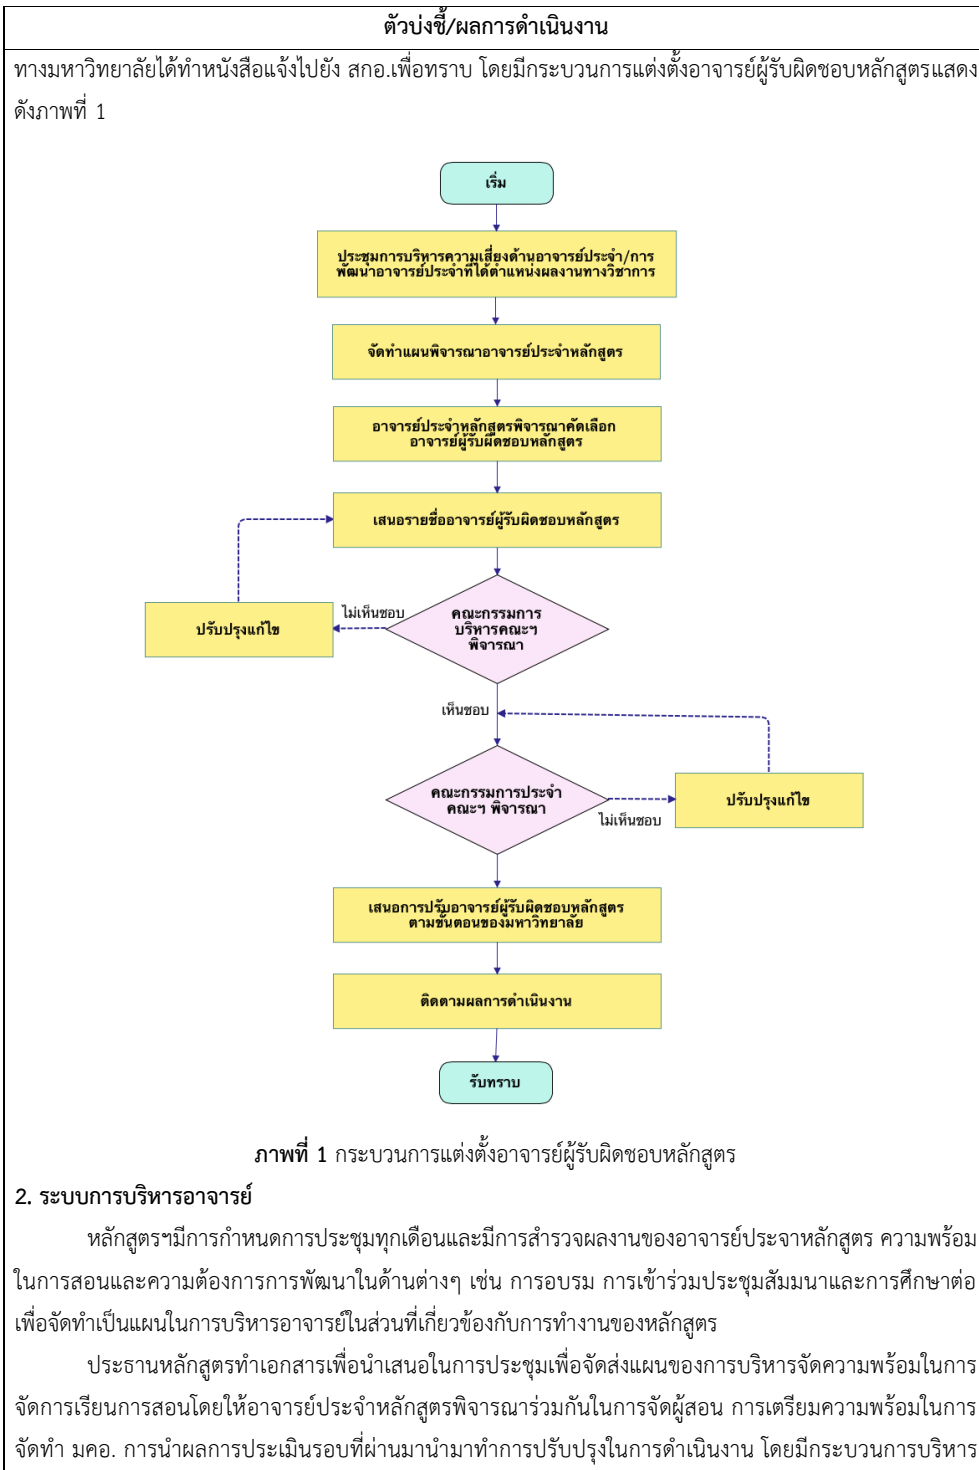 ตัวบ่งชี้/ผลการดำเนินงาน
ทางมหาวิทยาลัยได้ทำหนังสือแจ้งไปยัง สกอ.เพื่อทราบ โดยมีกระบวนการแต่งตั้งอาจารย์ผู้รับผิดชอบหลักสูตรแสดง
ดังภาพที่ 1
เริ่ม
ประชุมการบริหารความเสี่ยงด้านอาจารย์ประจำ/การ
พัฒนาอาจารย์ประจำที่ได้ตำแหน่งผลงานทางวิชาการ
จัดทำแผนพิจารณาอาจารย์ประจำหลักสูตร
อาจารย์ประจำหลักสูตรพิจารณาคัดเลือก
อาจารย์ผู้รับผิดชอบหลักสูตร
เสนอรายชื่ออาจารย์ผู้รับผิดชอบหลักสูตร
คณะกรรมการ
บริหารคณะฯ
พิจารณา
ไม่เห็นชอบ
ปรับปรุงแก้ไข
เห็นชอบ
คณะกรรมการประจำ
คณะฯ พิจารณา
ไม่เห็นชอบ
ปรับปรุงแก้ไข
เสนอการปรับอาจารย์ผู้รับผิดชอบหลักสูตร
ตามขั้นตอนของมหาวิทยาลัย
ติดตามผลการดำเนินงาน
รับทราบ
ภาพที่ 1 กระบวนการแต่งตั้งอาจารย์ผู้รับผิดชอบหลักสูตร
2. ระบบการบริหารอาจารย์
หลักสูตรฯมีการกำหนดการประชุมทุกเดือนและมีการสำรวจผลงานของอาจารย์ประจาหลักสูตร ความพร้อม
ในการสอนและความต้องการการพัฒนาในด้านต่างๆ เช่น การอบรม การเข้าร่วมประชุมสัมมนาและการศึกษาต่อ
เพื่อจัดทำเป็นแผนในการบริหารอาจารย์ในส่วนที่เกี่ยวข้องกับการทำงานของหลักสูตร
ประธานหลักสูตรทำเอกสารเพื่อนำเสนอในการประชุมเพื่อจัดส่งแผนของการบริหารจัดความพร้อมในการ
จัดการเรียนการสอนโดยให้อาจารย์ประจำหลักสูตรพิจารณาร่วมกันในการจัดผู้สอน การเตรียมความพร้อมในการ
จัดทำ มคอ. การนำผลการประเมินรอบที่ผ่านมานำมาทำการปรับปรุงในการดำเนินงาน โดยมีกระบวนการบริหาร